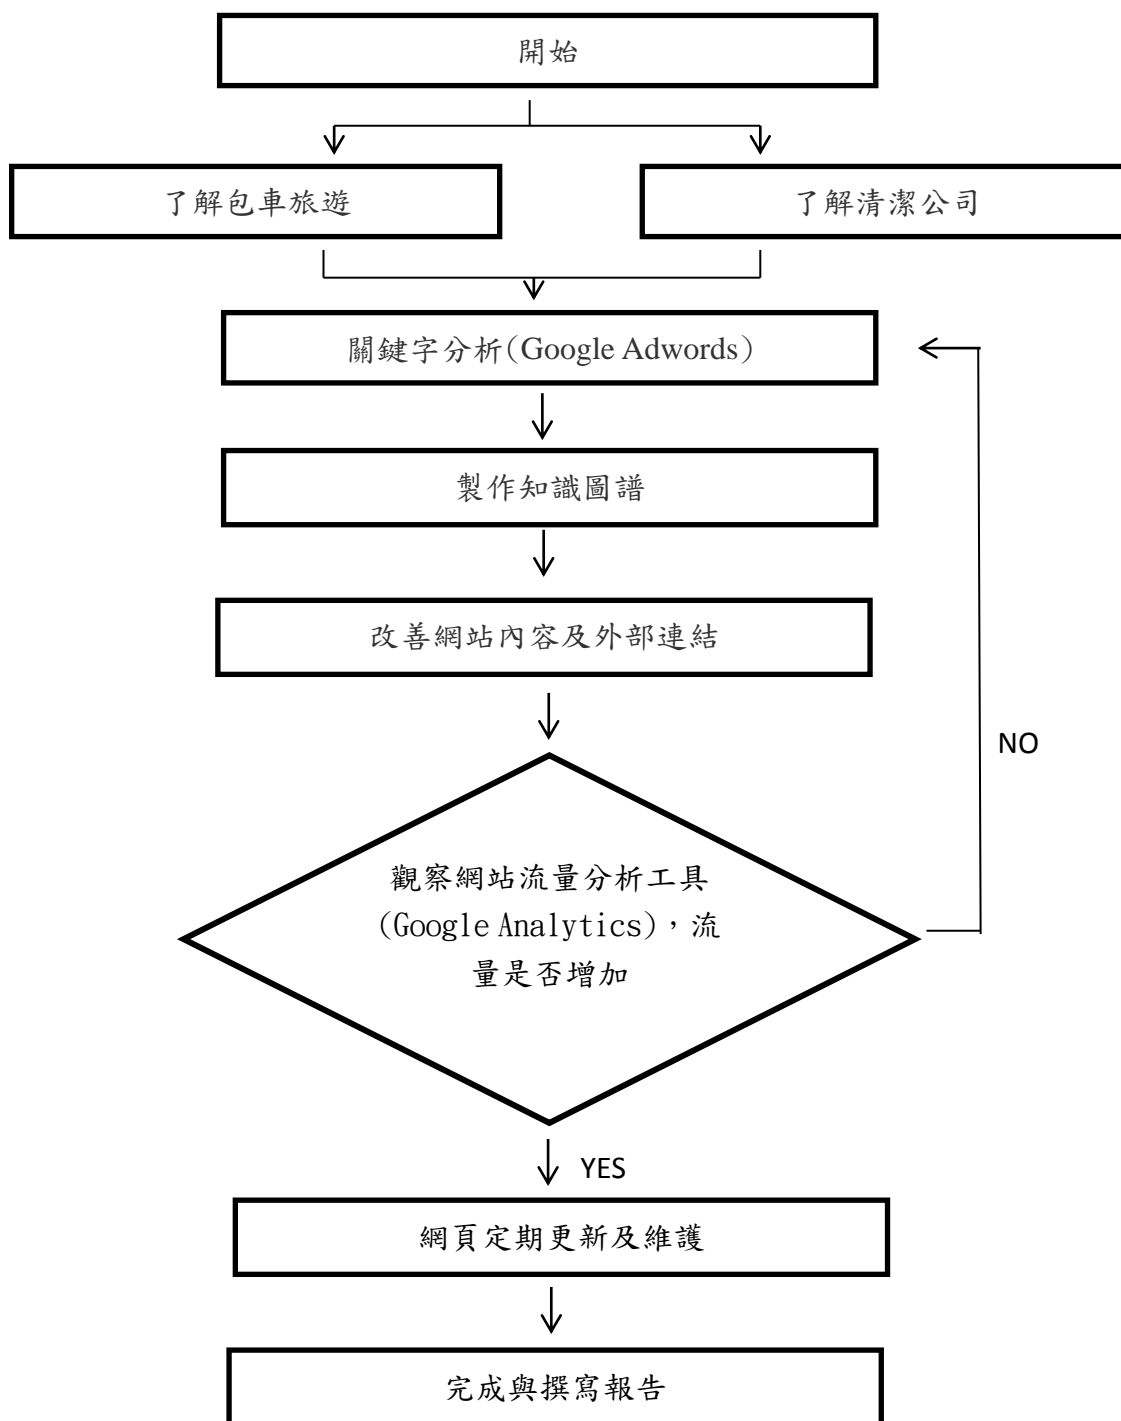 開始
了解包車旅遊
了解清潔公司
關鍵字分析(Google Adwords)
製作知識圖譜
改善網站內容及外部連結
NO
觀察網站流量分析工具
(Google Analytics),流
量是否增加
YES
網頁定期更新及維護
完成與撰寫報告